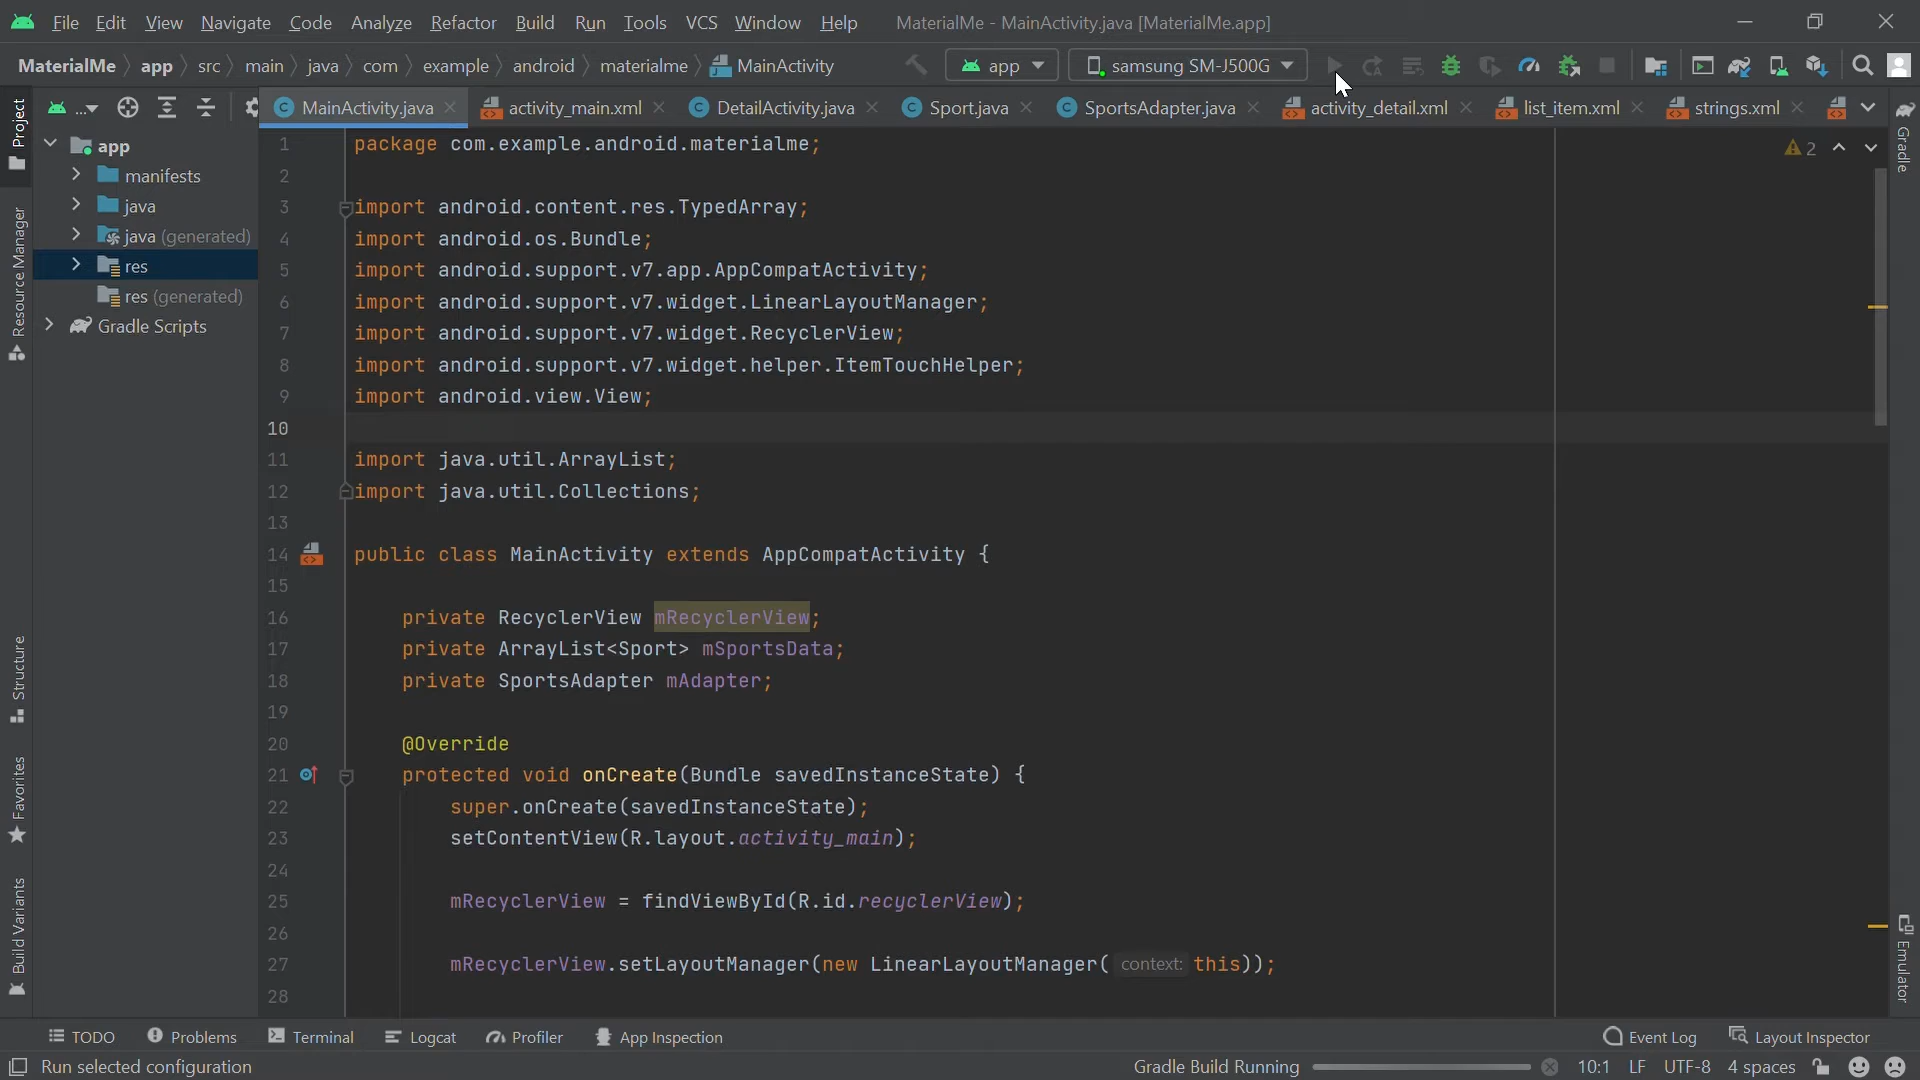 File Edit View Navigate Code Analyze Refactor Build Run Tools VCS Window Help MaterialMe - MainActivity.java [MaterialMe.app]
MaterialMe app src main java com example android materialme MainActivity app samsung SM-J500G
Project
... MainActivity.java activity_main.xml DetailActivity.java Sport.java SportsAdapter.java activity_detail.xml list_item.xml strings.xml
app
manifests
java
java (generated)
res
res (generated)
Gradle Scripts
Resource Manager
Structure
Favorites
Build Variants
1 package com.example.android.materialme;
2
3 import android.content.res.TypedArray;
4 import android.os.Bundle;
5 import android.support.v7.app.AppCompatActivity;
6 import android.support.v7.widget.LinearLayoutManager;
7 import android.support.v7.widget.RecyclerView;
8 import android.support.v7.widget.helper.ItemTouchHelper;
9 import android.view.View;
10
11 import java.util.ArrayList;
12 import java.util.Collections;
13
14 public class MainActivity extends AppCompatActivity {
15
16 private RecyclerView mRecyclerView;
17 private ArrayList<Sport> mSportsData;
18 private SportsAdapter mAdapter;
19
20 @Override
21 protected void onCreate(Bundle savedInstanceState) {
22 super.onCreate(savedInstanceState);
23 setContentView(R.layout.activity_main);
24
25 mRecyclerView = findViewById(R.id.recyclerView);
26
27 mRecyclerView.setLayoutManager(new LinearLayoutManager( context: this));
28
2
Gradle
Emulator
TODO Problems Terminal Logcat Profiler App Inspection Event Log Layout Inspector
Run selected configuration Gradle Build Running 10:1 LF UTF-8 4 spaces